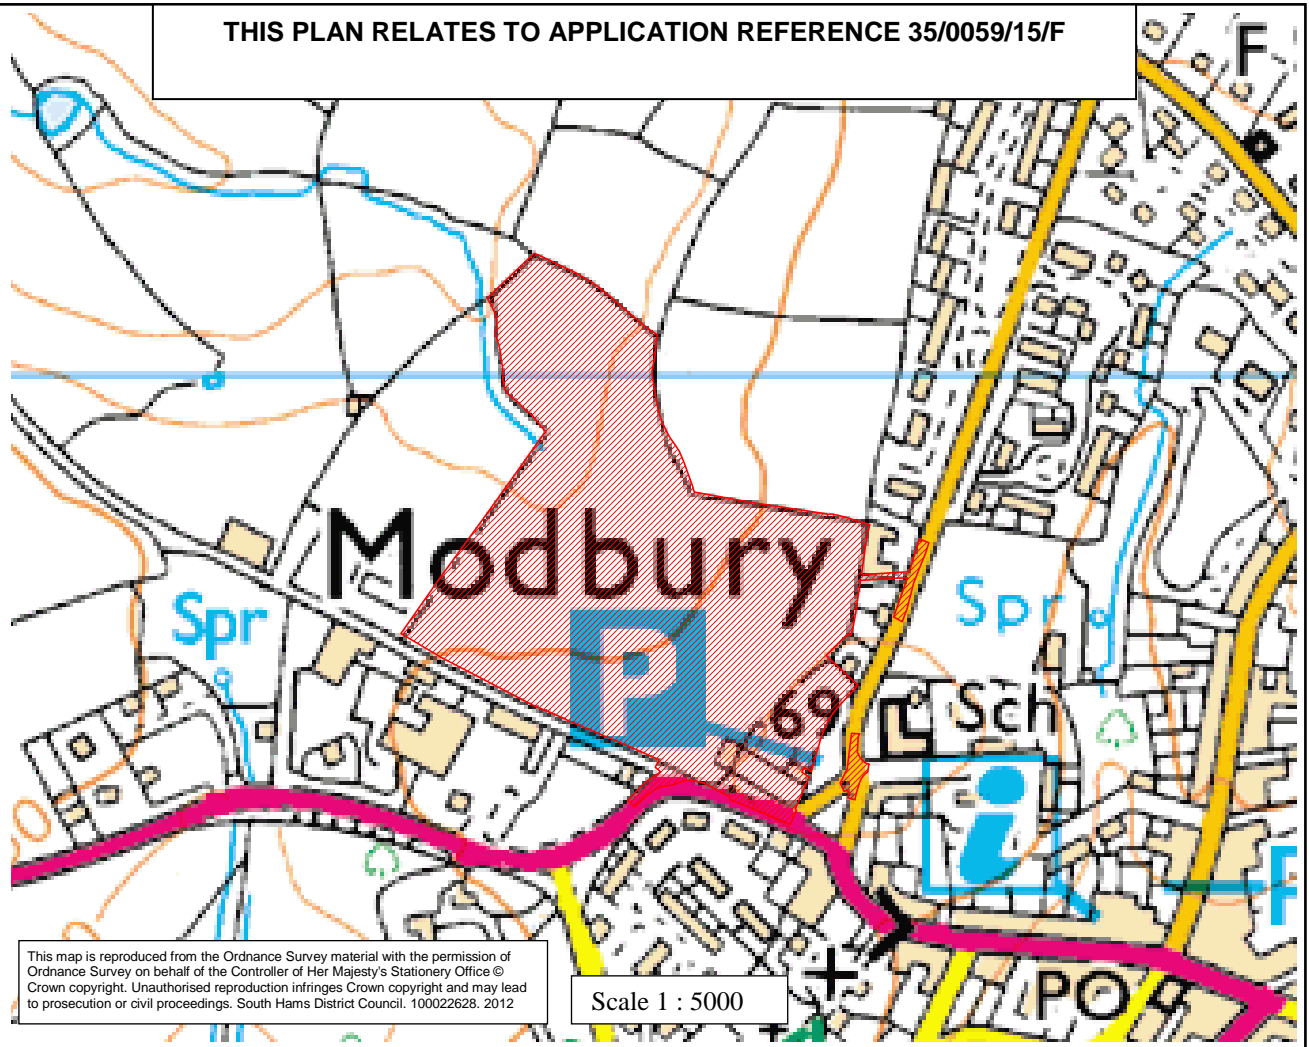 THIS PLAN RELATES TO APPLICATION REFERENCE 35/0059/15/F
F
Modbury
Spr
Spr
P
69
Sch
i
P
PO
This map is reproduced from the Ordnance Survey material with the permission of
Ordnance Survey on behalf of the Controller of Her Majesty's Stationery Office ©
Crown copyright. Unauthorised reproduction infringes Crown copyright and may lead
to prosecution or civil proceedings. South Hams District Council. 100022628. 2012
Scale 1 : 5000